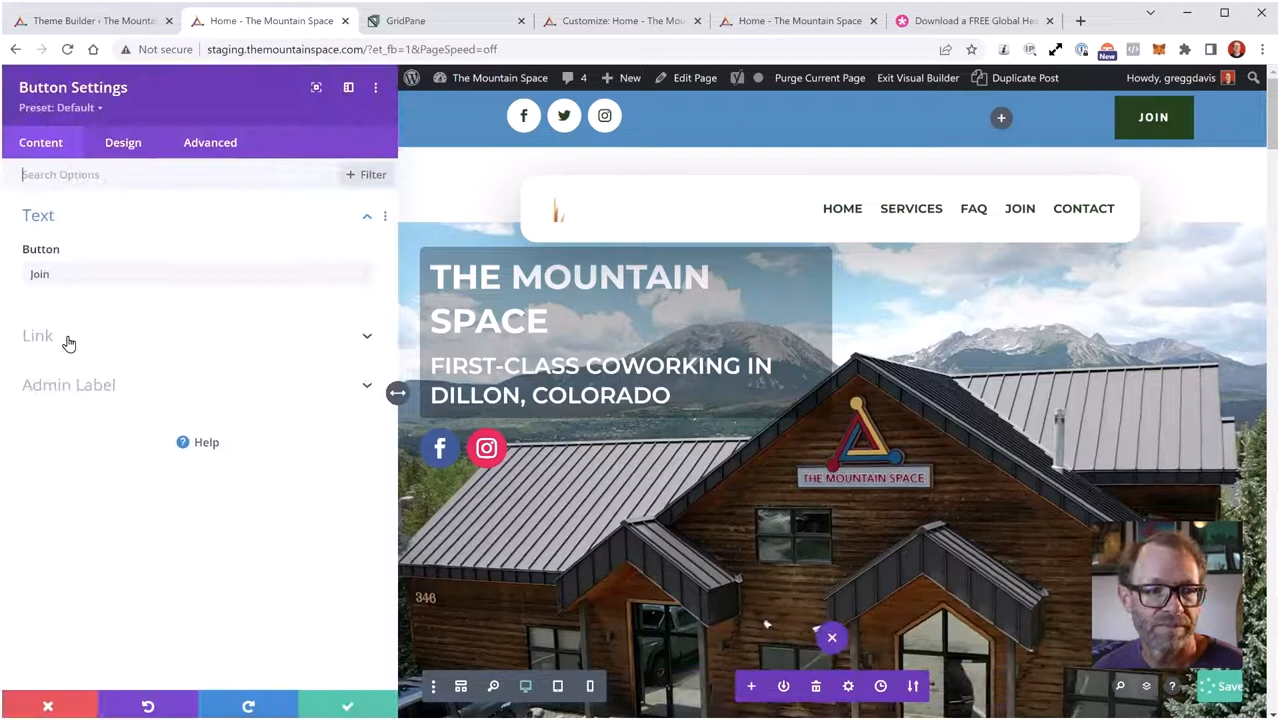 Theme Builder ‹ The Mountain
Home - The Mountain Space
GridPane
Customize: Home - The Mou
Home - The Mountain Space
Download a FREE Global He
Not secure
staging.themountainspace.com/?et_fb=1&PageSpeed=off
New
The Mountain Space
4
New
Edit Page
Purge Current Page
Exit Visual Builder
Duplicate Post
Howdy, greggdavis
Button Settings
Preset: Default
Content
Design
Advanced
Search Options
+ Filter
Text
Button
Join
Link
Admin Label
? Help
JOIN
HOME
SERVICES
FAQ
JOIN
CONTACT
THE MOUNTAIN
SPACE
FIRST-CLASS COWORKING IN
DILLON, COLORADO
THE MOUNTAIN SPACE
346
Save